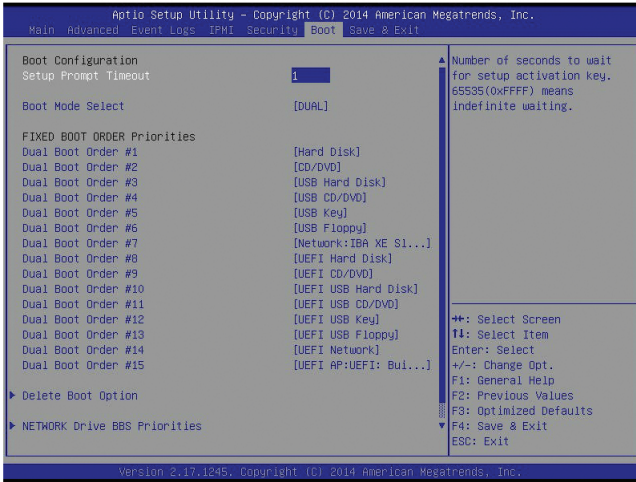 Aptio Setup Utility – Copyright (C) 2014 American Megatrends, Inc.
Main Advanced Event Logs IPMI Security Boot Save & Exit
Boot Configuration
Setup Prompt Timeout 1
Boot Mode Select [DUAL]
FIXED BOOT ORDER Priorities
Dual Boot Order #1 [Hard Disk]
Dual Boot Order #2 [CD/DVD]
Dual Boot Order #3 [USB Hard Disk]
Dual Boot Order #4 [USB CD/DVD]
Dual Boot Order #5 [USB Key]
Dual Boot Order #6 [USB Floppy]
Dual Boot Order #7 [Network:IBA XE Sl...]
Dual Boot Order #8 [UEFI Hard Disk]
Dual Boot Order #9 [UEFI CD/DVD]
Dual Boot Order #10 [UEFI USB Hard Disk]
Dual Boot Order #11 [UEFI USB CD/DVD]
Dual Boot Order #12 [UEFI USB Key]
Dual Boot Order #13 [UEFI USB Floppy]
Dual Boot Order #14 [UEFI Network]
Dual Boot Order #15 [UEFI AP:UEFI: Bui...]
Delete Boot Option
NETWORK Drive BBS Priorities
Number of seconds to wait
for setup activation key.
65535(0xFFFF) means
indefinite waiting.
→←: Select Screen
↑↓: Select Item
Enter: Select
+/-: Change Opt.
F1: General Help
F2: Previous Values
F3: Optimized Defaults
F4: Save & Exit
ESC: Exit
Version 2.17.1245. Copyright (C) 2014 American Megatrends, Inc.